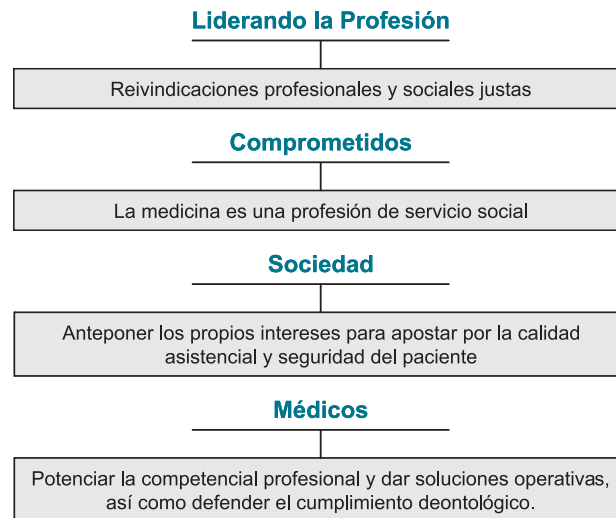 Liderando la Profesión
Reivindicaciones profesionales y sociales justas
Comprometidos
La medicina es una profesión de servicio social
Sociedad
Anteponer los propios intereses para apostar por la calidad
asistencial y seguridad del paciente
Médicos
Potenciar la competencial profesional y dar soluciones operativas,
así como defender el cumplimiento deontológico.